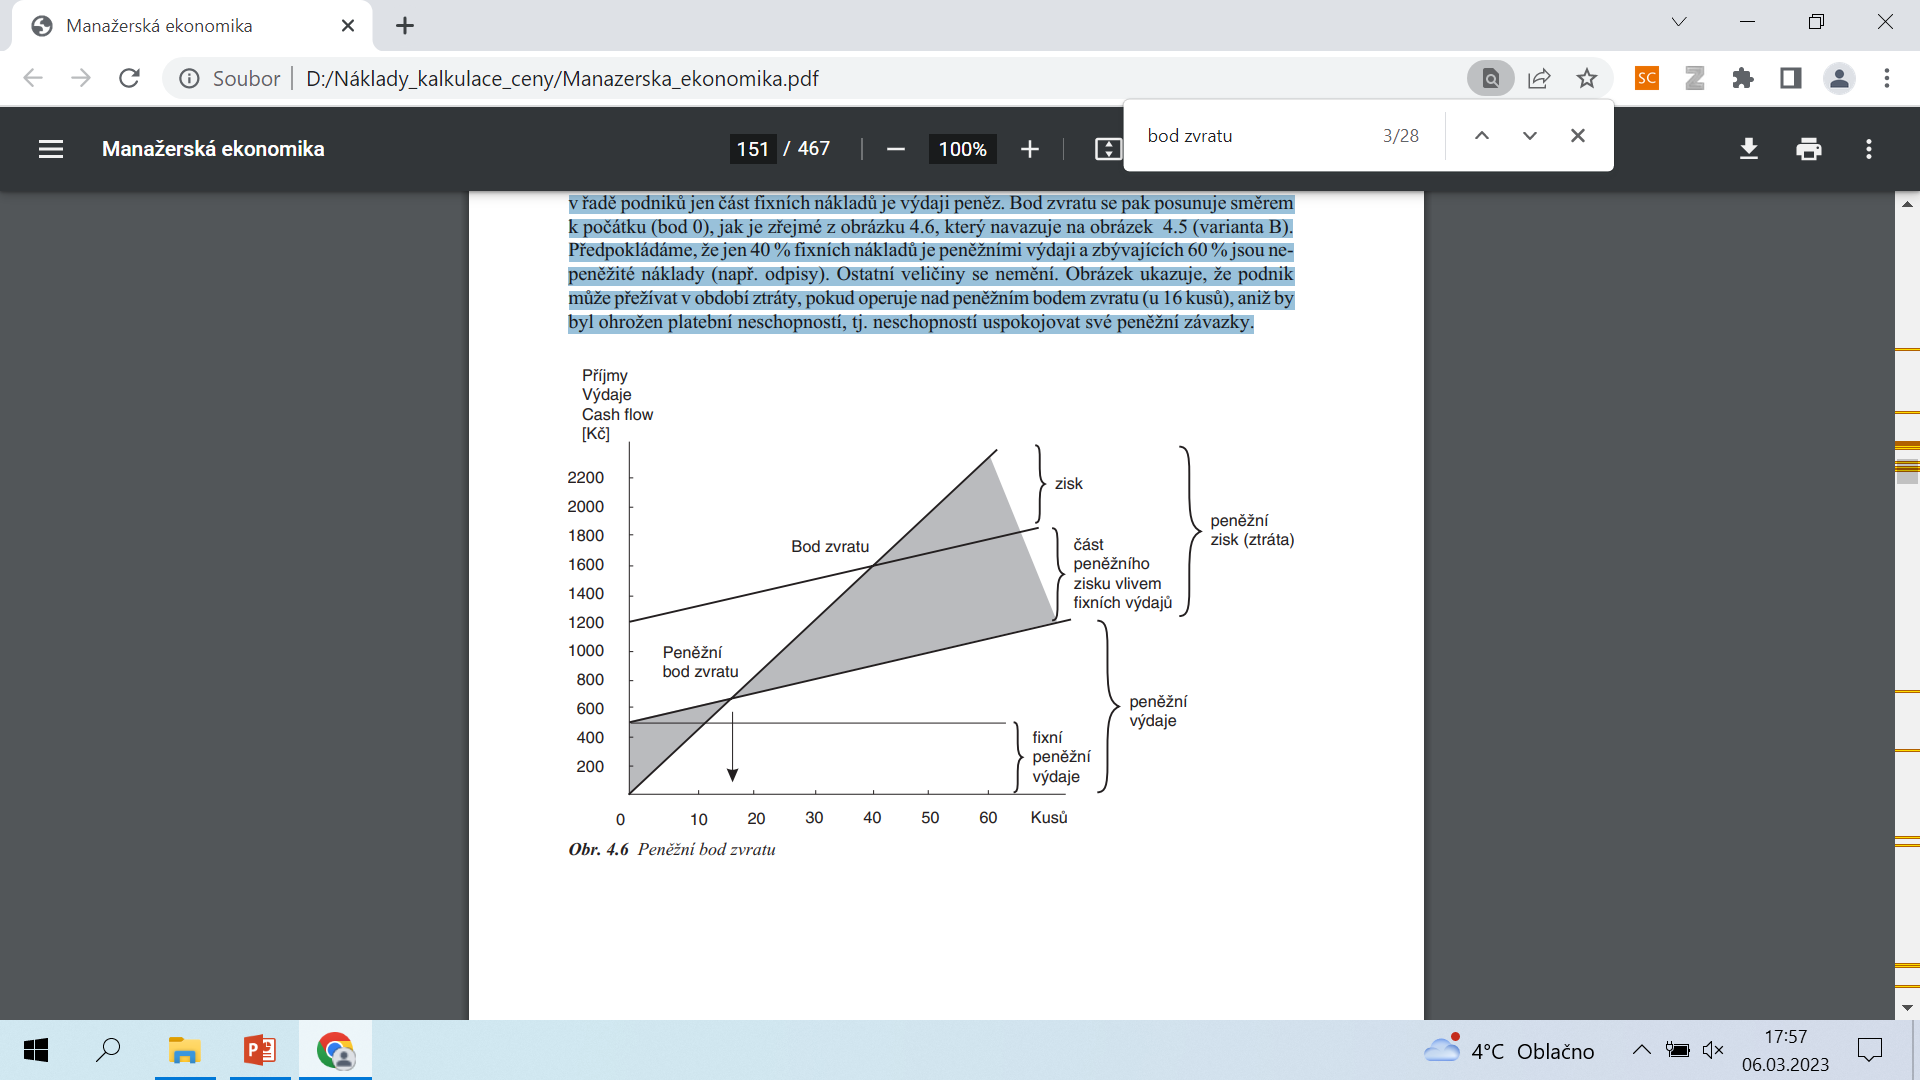 Manažerská ekonomika
Soubor
D:/Náklady_kalkulace_ceny/Manazerska_ekonomika.pdf
SC
Z
Manažerská ekonomika
151 / 467
100%
bod zvratu
3/28
v řadě podniků jen část fixních nákladů je výdaji peněz. Bod zvratu se pak posunuje směrem
k počátku (bod 0), jak je zřejmé z obrázku 4.6, který navazuje na obrázek 4.5 (varianta B).
Předpokládáme, že jen 40 % fixních nákladů je peněžními výdaji a zbývajících 60 % jsou ne-
peněžité náklady (např. odpisy). Ostatní veličiny se nemění. Obrázek ukazuje, že podnik
může přežívat v období ztráty, pokud operuje nad peněžním bodem zvratu (u 16 kusů), aniž by
byl ohrožen platební neschopností, tj. neschopností uspokojovat své peněžní závazky.
Příjmy
Výdaje
Cash flow
[Kč]
2200
2000
1800
1600
1400
1200
1000
800
600
400
200
Bod zvratu
Peněžní
bod zvratu
zisk
část
peněžního
zisku vlivem
fixních výdajů
peněžní
zisk (ztráta)
peněžní
výdaje
fixní
peněžní
výdaje
0 10 20 30 40 50 60 Kusů
Obr. 4.6 Peněžní bod zvratu
4°C Oblačno
17:57
06.03.2023